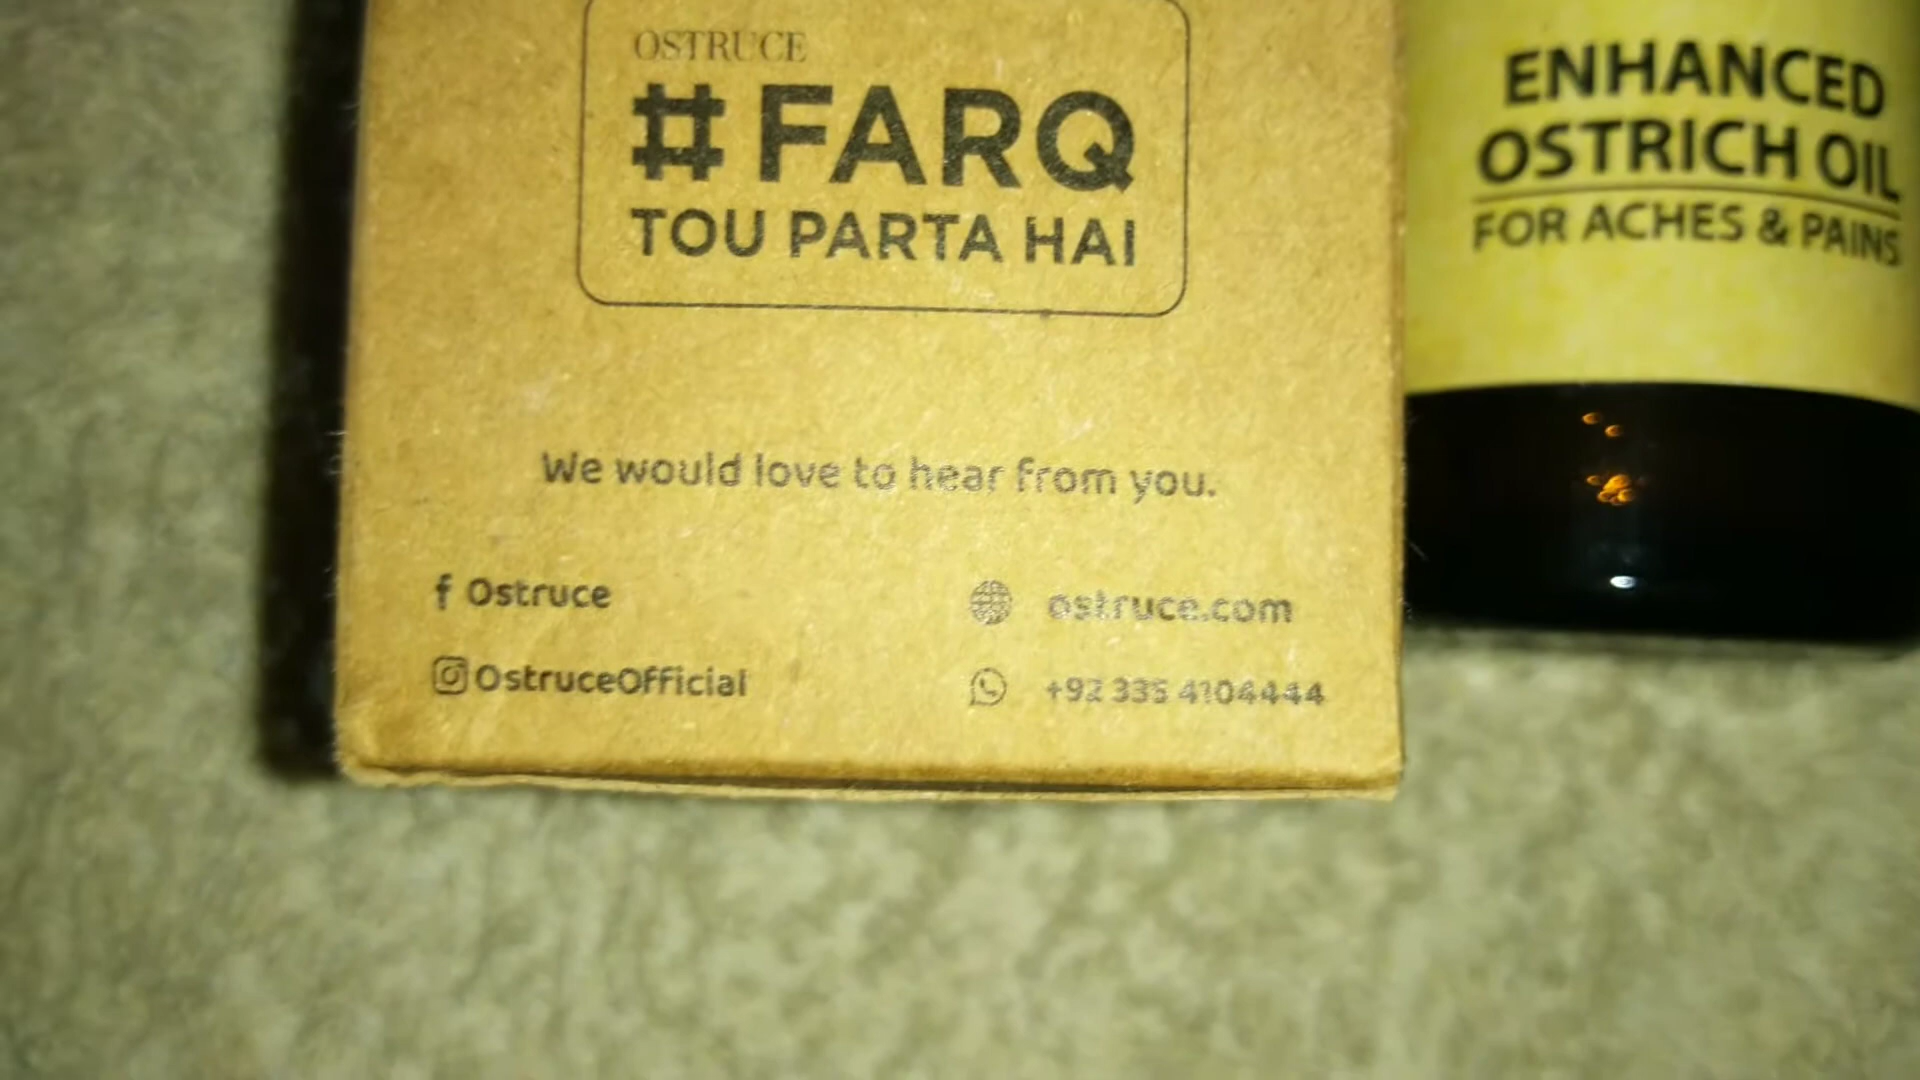 OSTRUCE
#FARQ
TOU PARTA HAI
We would love to hear from you.
f Ostruce
OstruceOfficial
ostruce.com
+92 335 4104444
ENHANCED
OSTRICH OIL
FOR ACHES & PAINS